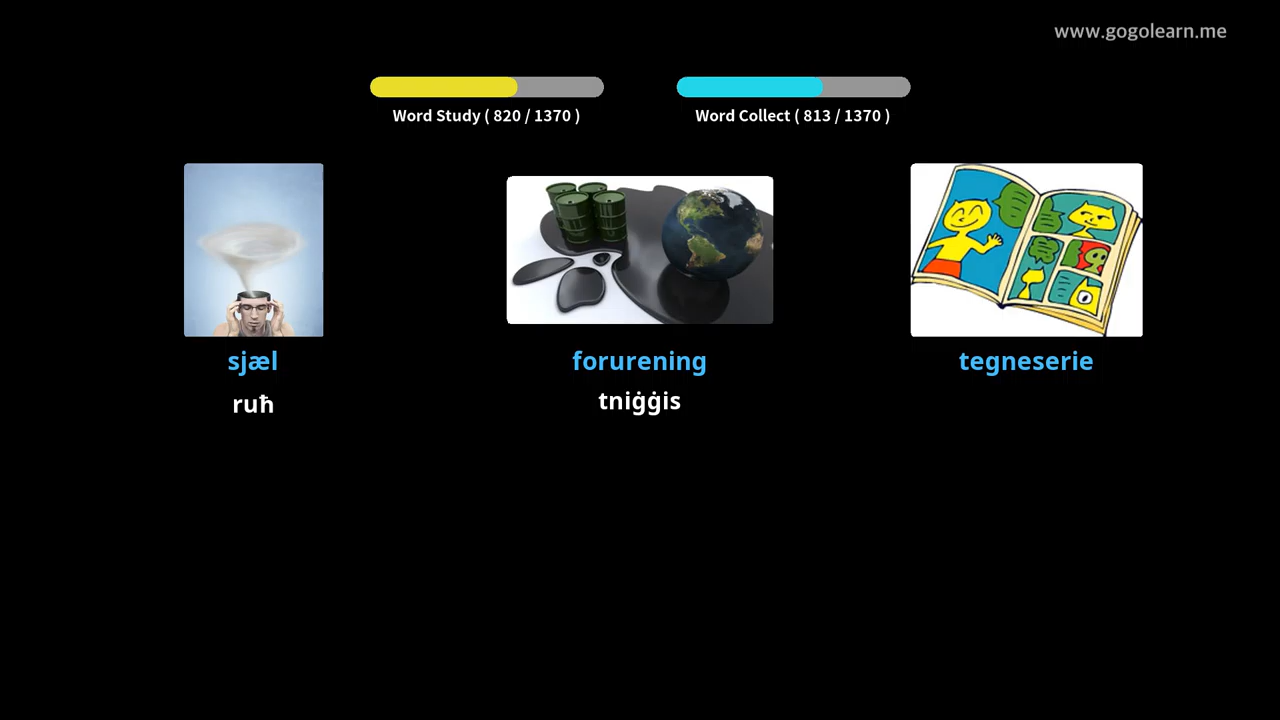 www.gogolearn.me
Word Study ( 820 / 1370 )
Word Collect ( 813 / 1370 )
sjæl
forurening
tegneserie
ruħ
tniġġis